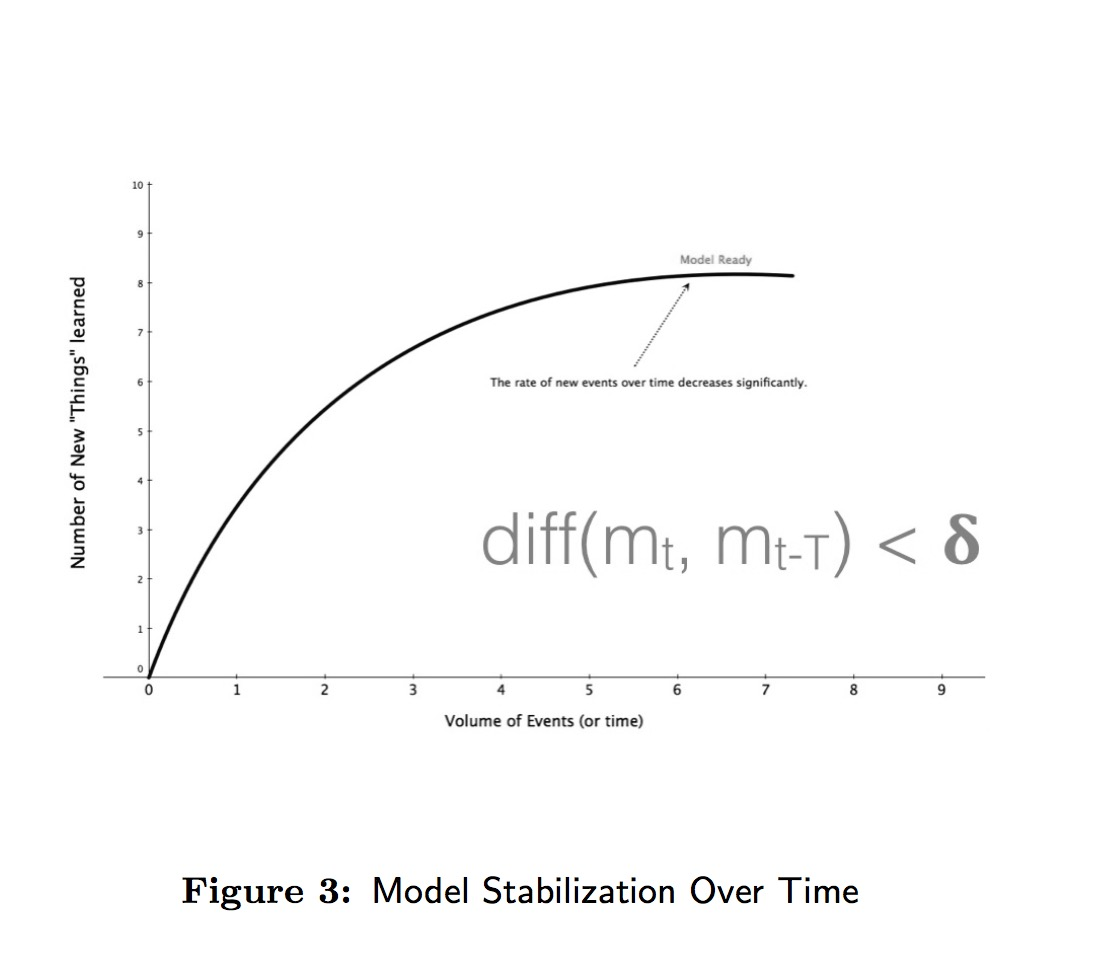 10
9
8
7
6
5
4
3
2
1
0
Number of New "Things" learned
Model Ready
The rate of new events over time decreases significantly.
diff(mt, mt-T) < δ
0 1 2 3 4 5 6 7 8 9
Volume of Events (or time)
Figure 3: Model Stabilization Over Time